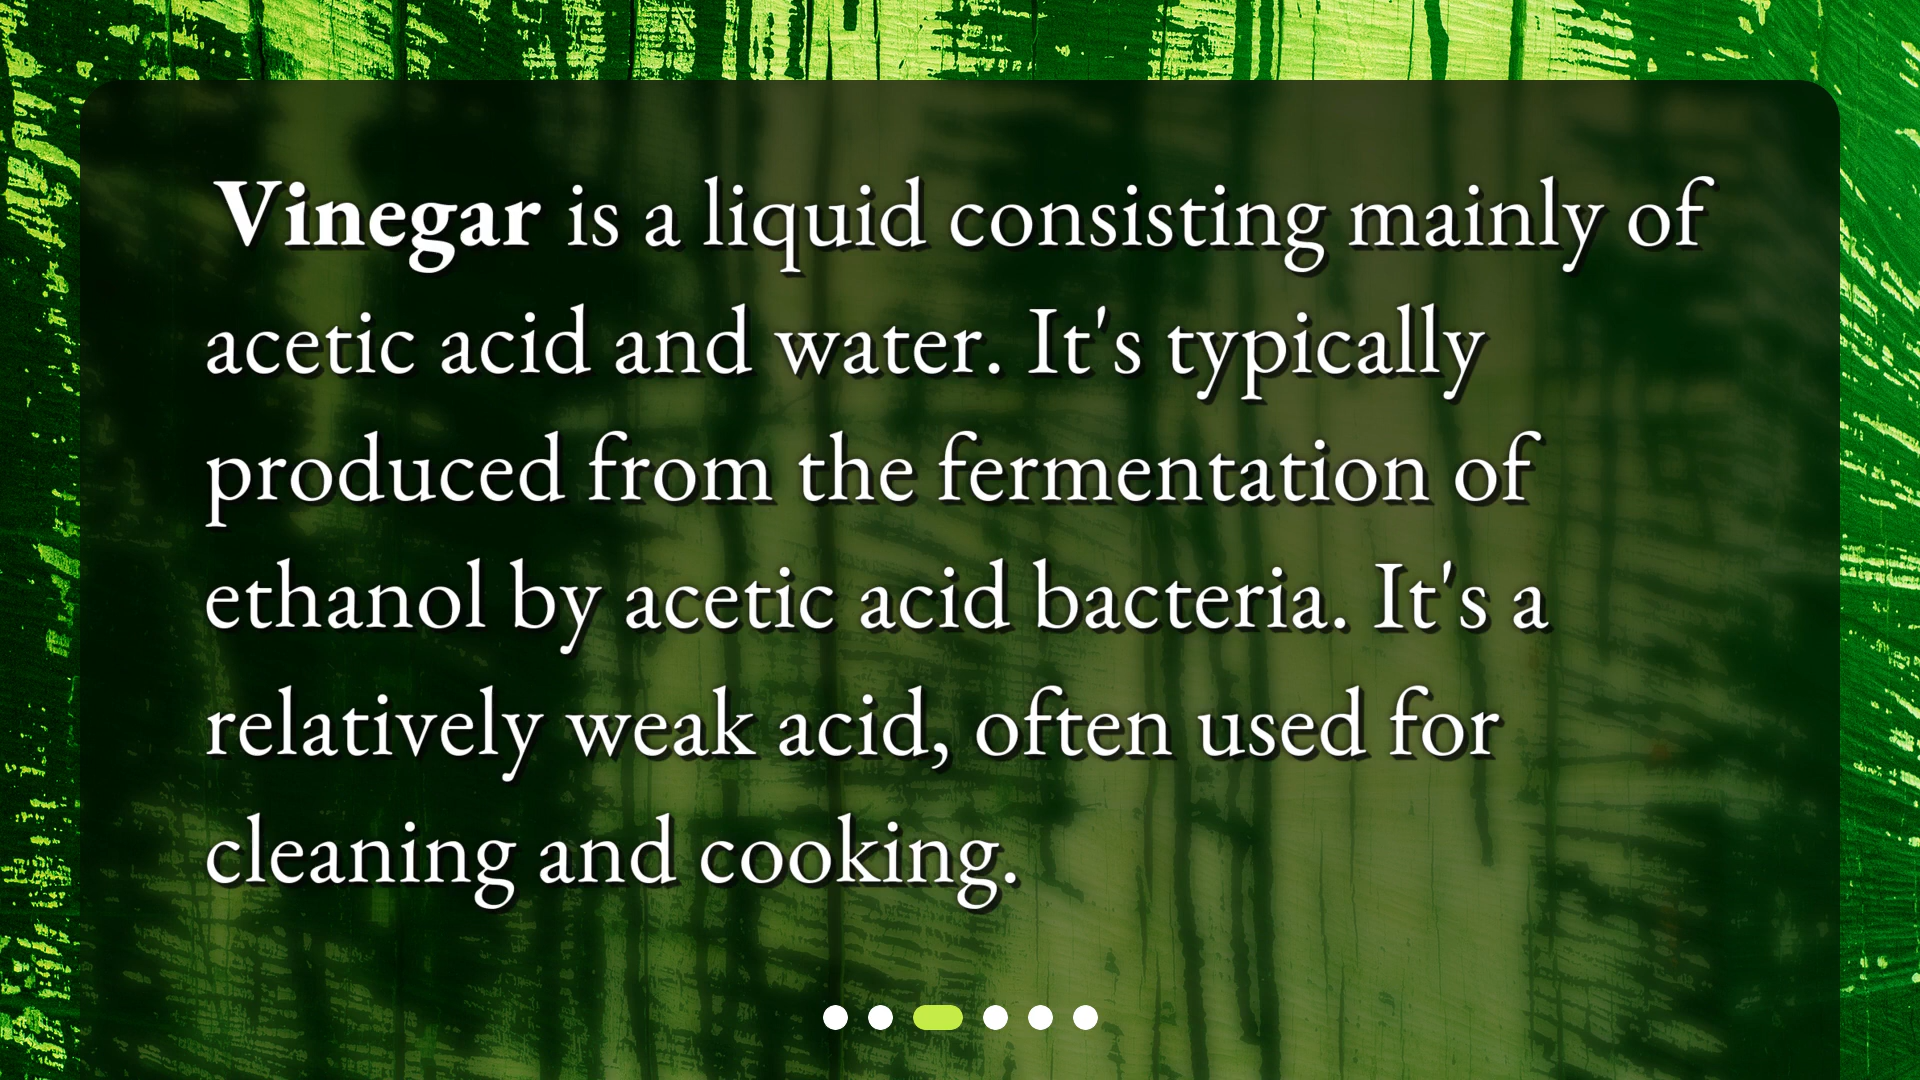 Vinegar is a liquid consisting mainly of
acetic acid and water. It's typically
produced from the fermentation of
ethanol by acetic acid bacteria. It's a
relatively weak acid, often used for
cleaning and cooking.